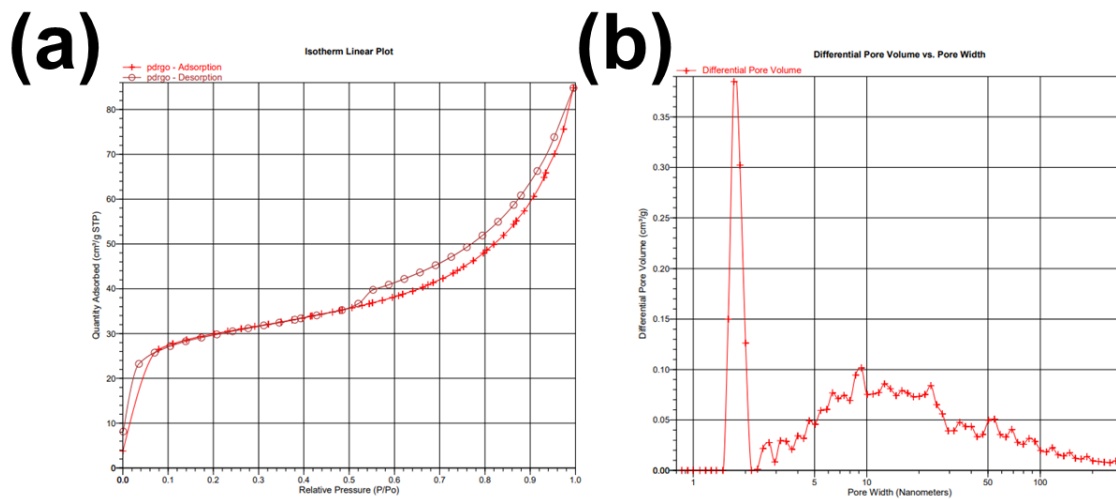 (a)
Isotherm Linear Plot
pdrgo - Adsorption
pdrgo - Desorption
Quantity Adsorbed (cm³/g STP)
80
70
60
50
40
30
20
10
0
0.0 0.1 0.2 0.3 0.4 0.5 0.6 0.7 0.8 0.9 1.0
Relative Pressure (P/Po)
(b)
Differential Pore Volume vs. Pore Width
Differential Pore Volume
Differential Pore Volume (cm³/g)
0.35
0.30
0.25
0.20
0.15
0.10
0.05
0.00
1 5 10 50 100
Pore Width (Nanometers)